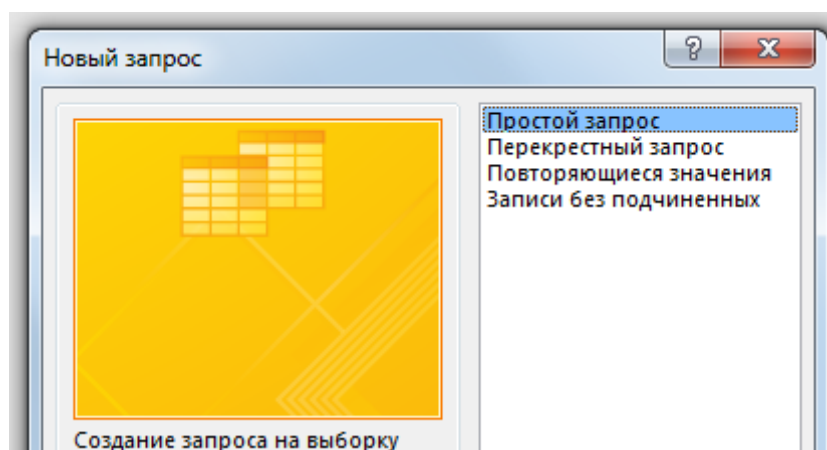 Новый запрос
Простой запрос
Перекрестный запрос
Повторяющиеся значения
Записи без подчиненных
Создание запроса на выборку